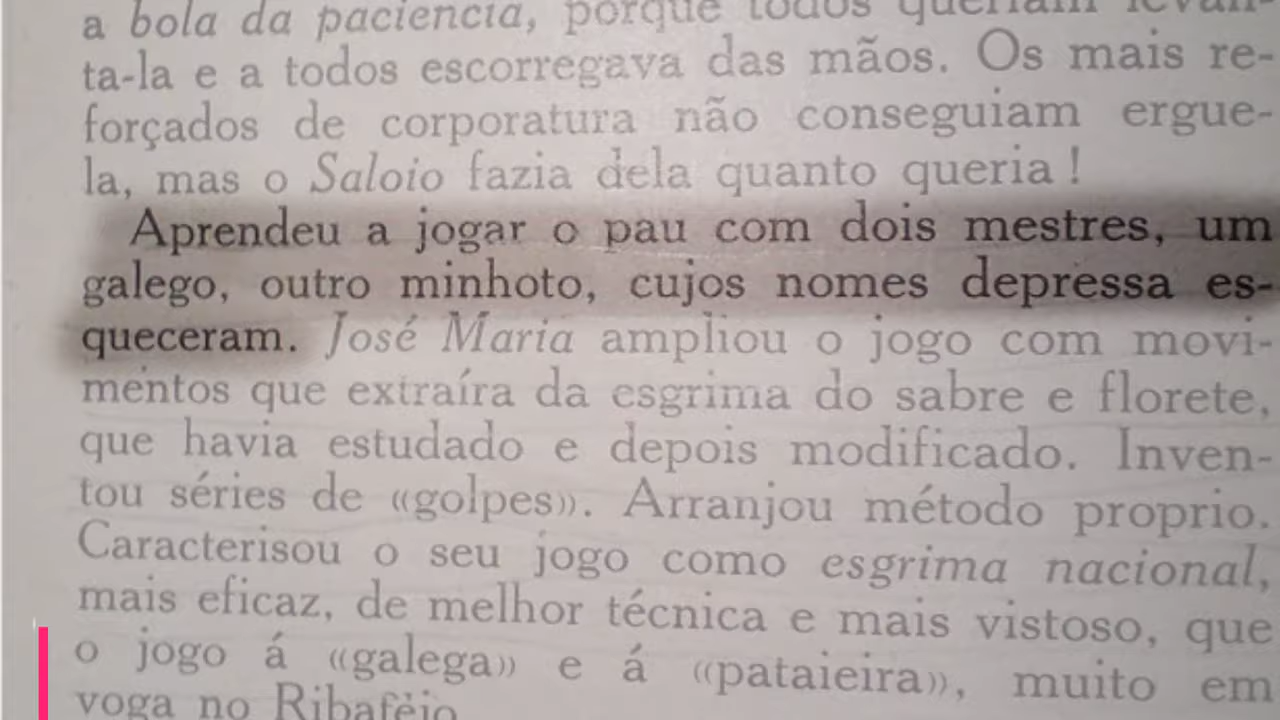 a bola da paciencia, porque todos queriam levan-
ta-la e a todos escorregava das mãos. Os mais re-
forçados de corporatura não conseguiam ergue-
la, mas o Saloio fazia dela quanto queria !
Aprendeu a jogar o pau com dois mestres, um
galego, outro minhoto, cujos nomes depressa es-
queceram. José Maria ampliou o jogo com movi-
mentos que extraíra da esgrima do sabre e florete,
que havia estudado e depois modificado. Inven-
tou séries de «golpes». Arranjou método proprio.
Caracterisou o seu jogo como esgrima nacional,
mais eficaz, de melhor técnica e mais vistoso, que
o jogo á «galega» e á «pataieira», muito em
voga no